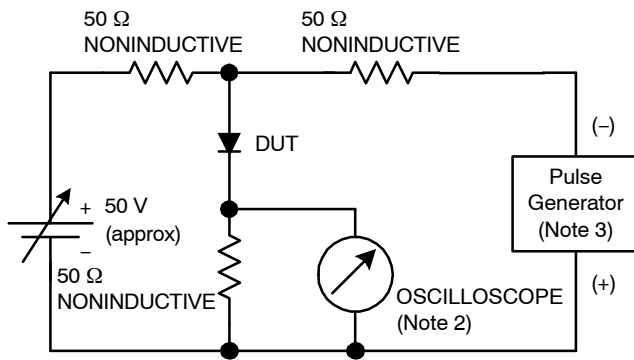 50 Ω
NONINDUCTIVE
50 Ω
NONINDUCTIVE
DUT
(−)
Pulse
Generator
(Note 3)
(+)
+
50 V
(approx)
−
50 Ω
NONINDUCTIVE
OSCILLOSCOPE
(Note 2)